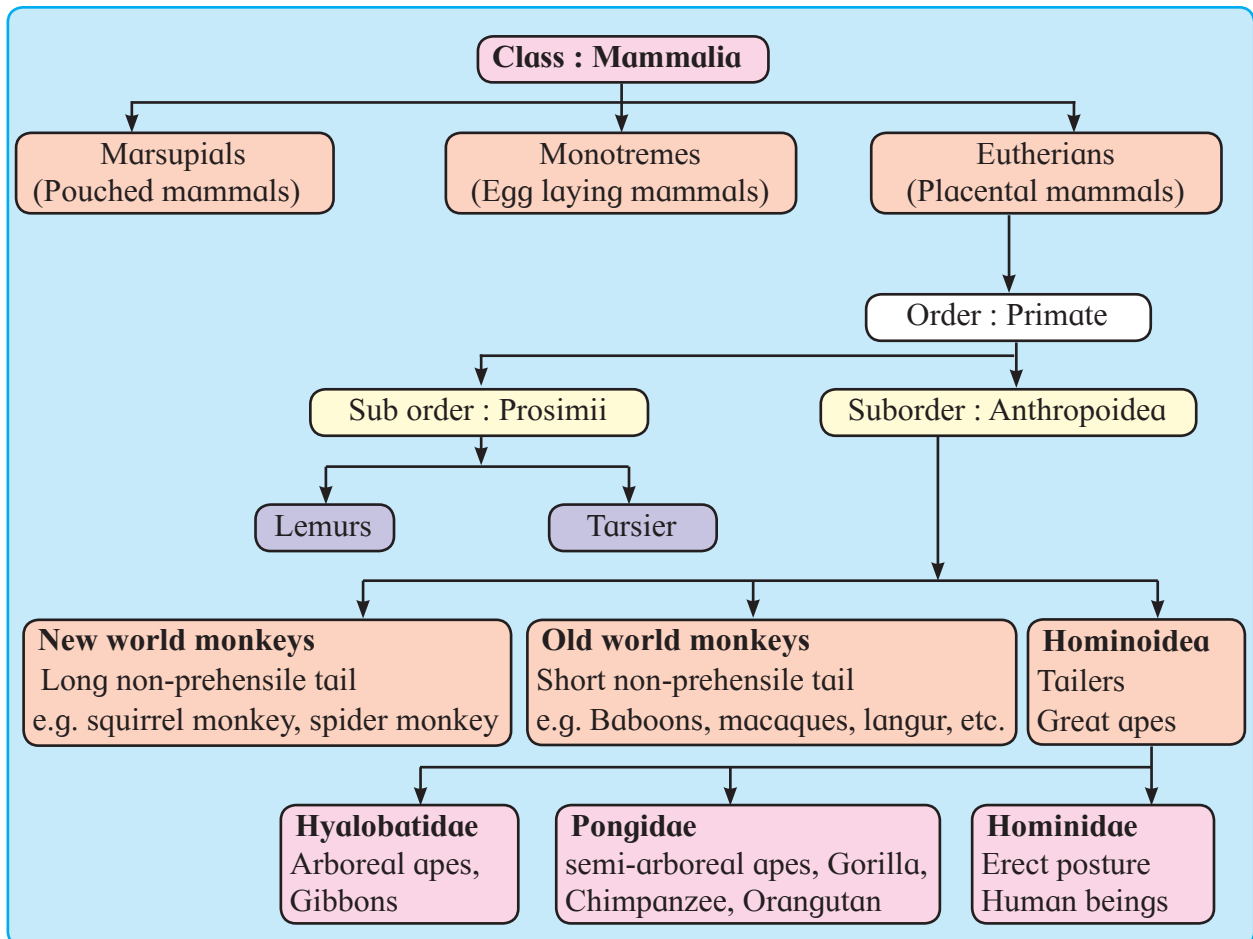 Class : Mammalia
Marsupials
(Pouched mammals)
Monotremes
(Egg laying mammals)
Eutherians
(Placental mammals)
Order : Primate
Sub order : Prosimii
Suborder : Anthropoidea
Lemurs
Tarsier
New world monkeys
Long non-prehensile tail
e.g. squirrel monkey, spider monkey
Old world monkeys
Short non-prehensile tail
e.g. Baboons, macaques, langur, etc.
Hominoidea
Tailers
Great apes
Hyalobatidae
Arboreal apes,
Gibbons
Pongidae
semi-arboreal apes, Gorilla,
Chimpanzee, Orangutan
Hominidae
Erect posture
Human beings